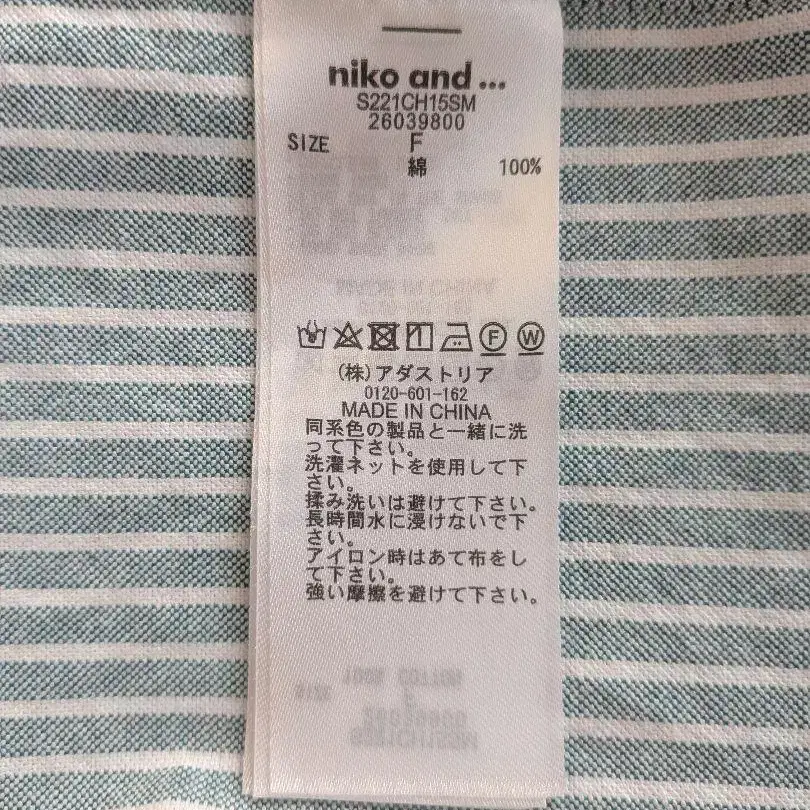 niko and ...
S221CH15SM
26039800
SIZE F
綿 100%
F W
(株)アダストリア
0120-601-162
MADE IN CHINA
同系色の製品と一緒に洗
って下さい。
洗濯ネットを使用して下
さい。
揉み洗いは避けて下さい。
長時間水に漫けないで下
さい。
アイロン時はあて布をし
て下さい。
強い摩擦を避けて下さい。